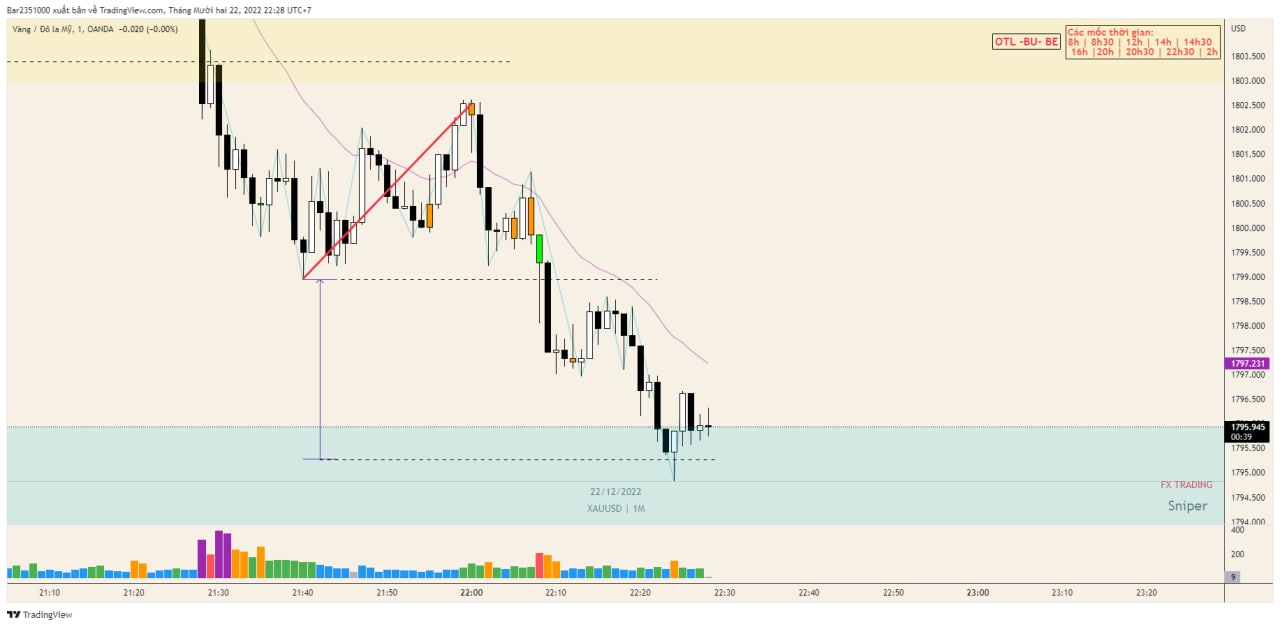 Bar2351000 xuất bản về TradingView.com, Tháng Mười hai 22, 2022 22:28 UTC+7
Vàng / Đô la Mỹ, 1, OANDA −0.020 (−0.00%)
USD
OTL -BU- BE
Các mốc thời gian:
8h | 8h30 | 12h | 14h | 14h30
16h |20h | 20h30 | 22h30 | 2h
1803.500
1803.000
1802.500
1802.000
1801.500
1801.000
1800.500
1800.000
1799.500
1799.000
1798.500
1798.000
1797.500
1797.231
1797.000
1796.500
1795.945
00:39
1795.500
1795.000
1794.500
1794.000
FX TRADING
Sniper
22/12/2022
XAUUSD | 1M
400
200
9
21:10 21:20 21:30 21:40 21:50 22:00 22:10 22:20 22:30 22:40 22:50 23:00 23:10 23:20
TradingView